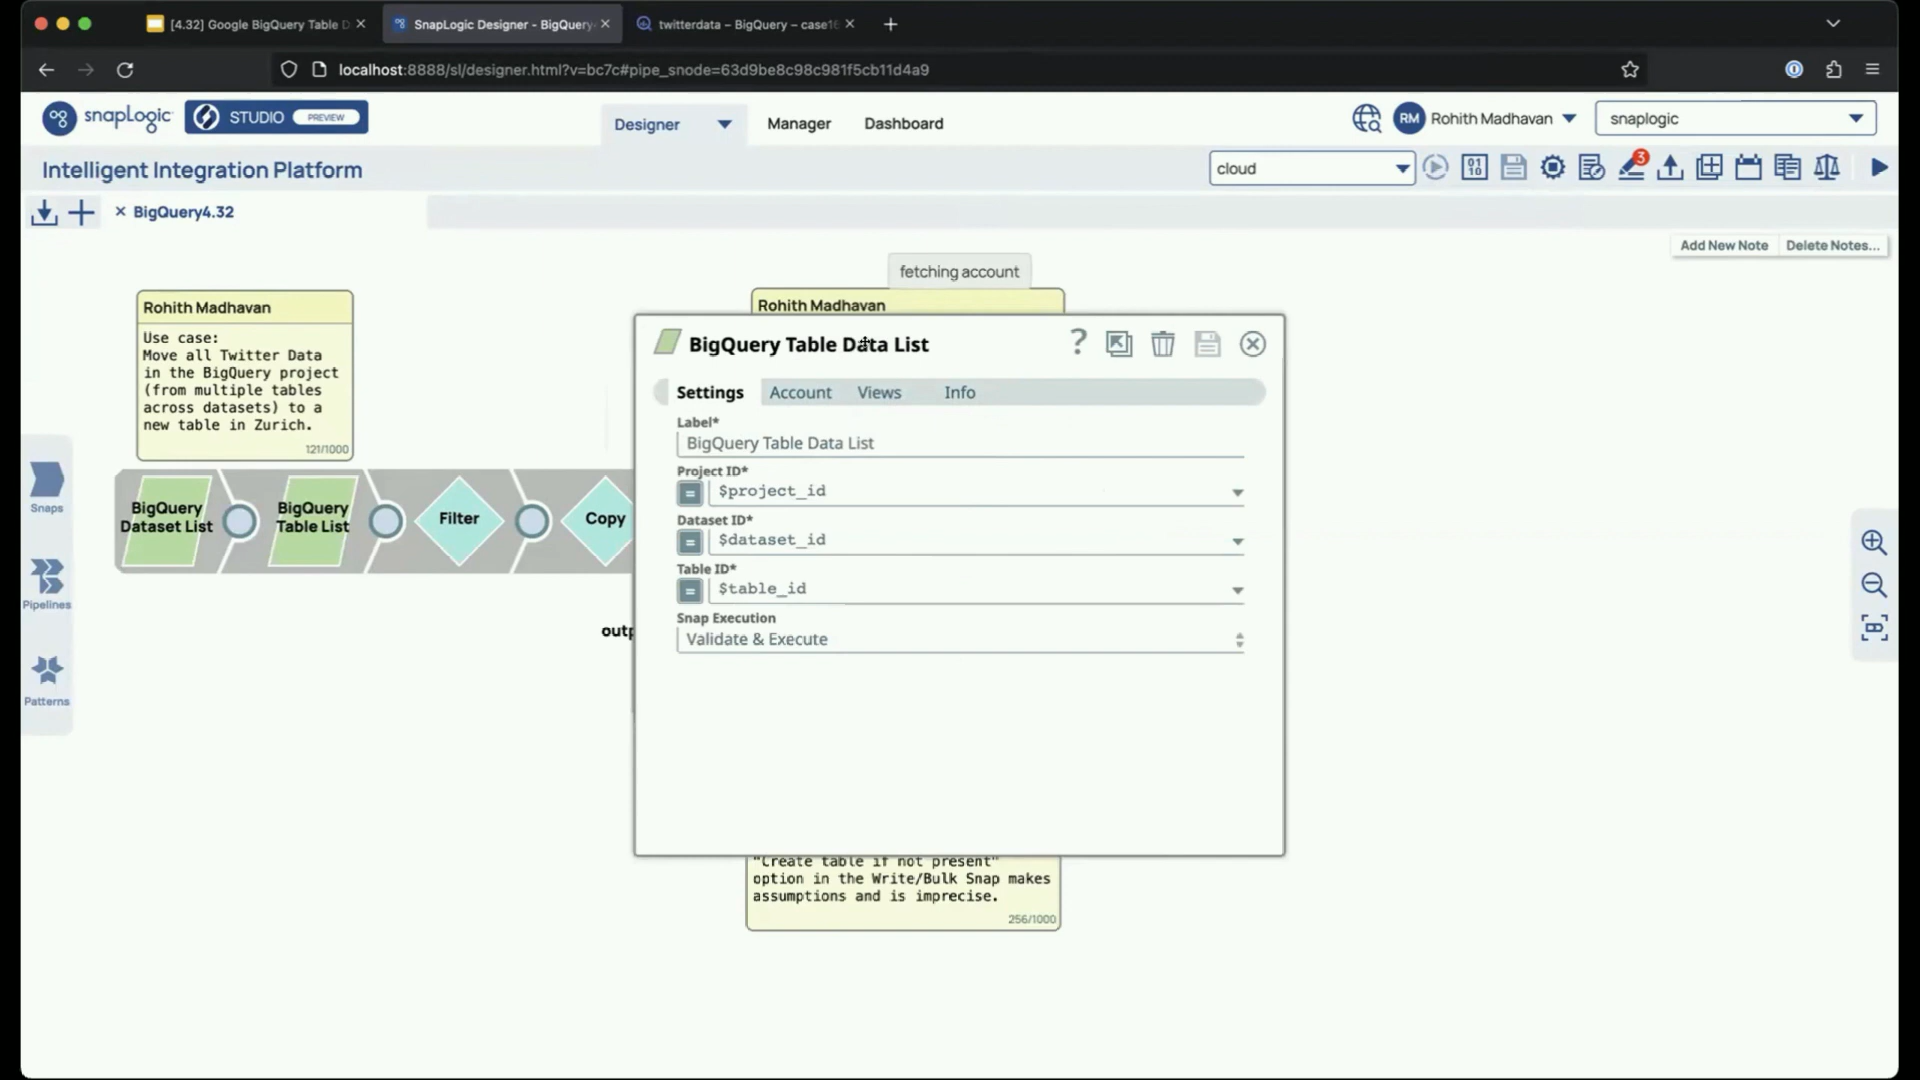 [4.32] Google BigQuery Table D
SnapLogic Designer - BigQuery
twitterdata – BigQuery – case16
localhost:8888/sl/designer.html?v=bc7c#pipe_snode=63d9be8c98c981f5cb11d4a9
snapLogic
STUDIO PREVIEW
Designer
Manager
Dashboard
RM Rohith Madhavan
snaplogic
Intelligent Integration Platform
cloud
01
10
3
BigQuery4.32
Add New Note
Delete Notes...
fetching account
Rohith Madhavan
Use case:
Move all Twitter Data
in the BigQuery project
(from multiple tables
across datasets) to a
new table in Zurich.
121/1000
Rohith Madhavan
Snaps
Pipelines
Patterns
BigQuery
Dataset List
BigQuery
Table List
Filter
Copy
outp
BigQuery Table Data List
?
Settings
Account
Views
Info
Label*
BigQuery Table Data List
Project ID*
= $project_id
Dataset ID*
= $dataset_id
Table ID*
= $table_id
Snap Execution
Validate & Execute
"Create table if not present"
option in the Write/Bulk Snap makes
assumptions and is imprecise.
256/1000